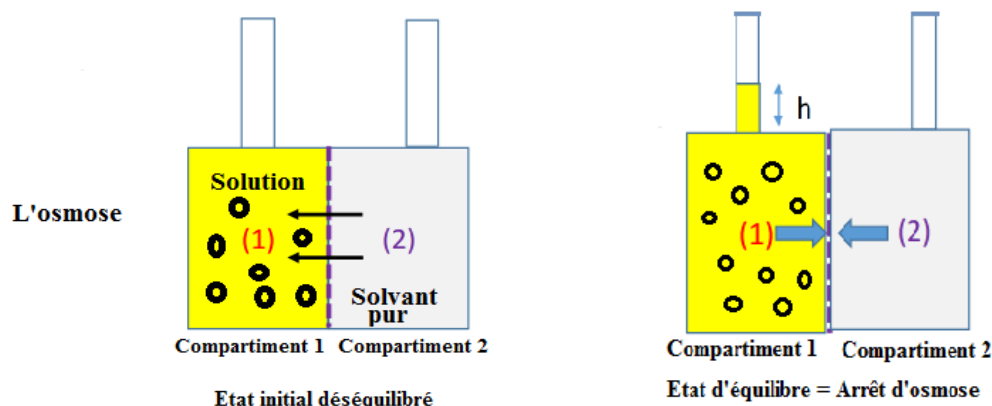 L'osmose
Solution
(1)
(2)
Solvant
pur
Compartiment 1
Compartiment 2
Etat initial déséquilibré
h
(1)
(2)
Compartiment 1
Compartiment 2
Etat d'équilibre = Arrêt d'osmose